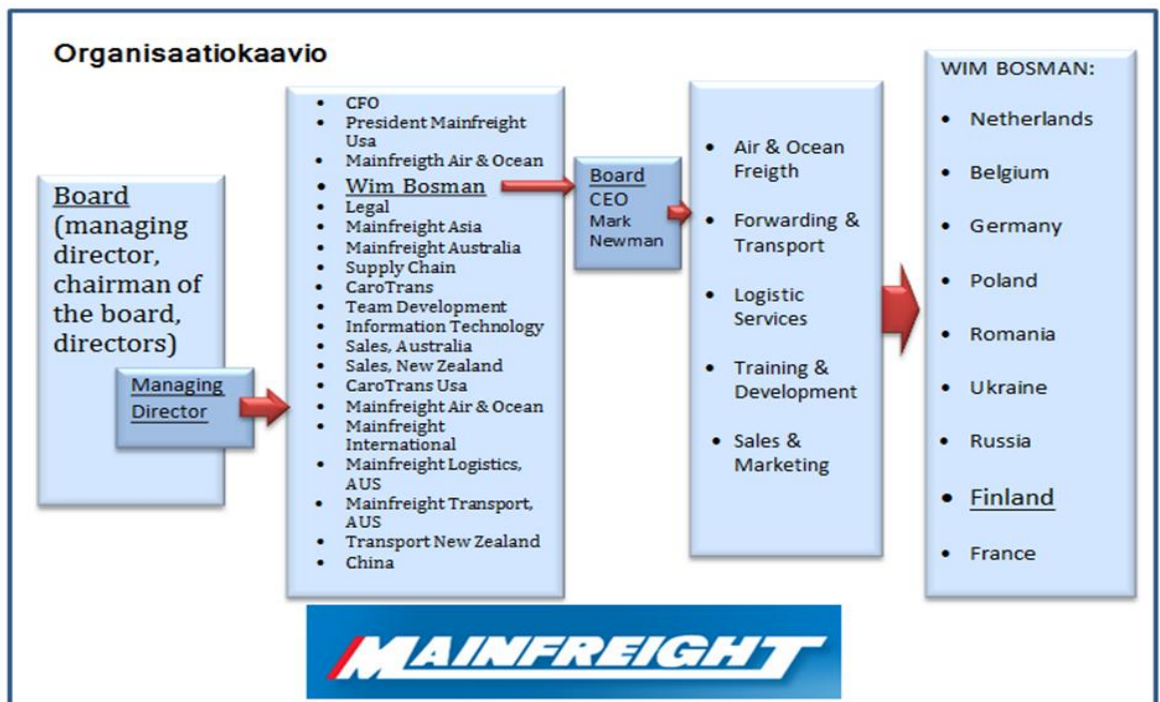 Organisaatiokaavio
Board
(managing
director,
chairman of
the board,
directors)
Managing
Director
• CFO
• President Mainfreight
Usa
• Mainfreigth Air & Ocean
• Wim Bosman
• Legal
• Mainfreight Asia
• Mainfreight Australia
• Supply Chain
• CaroTrans
• Team Development
• Information Technology
• Sales, Australia
• Sales, New Zealand
• CaroTrans Usa
• Mainfreight Air & Ocean
• Mainfreight
International
• Mainfreight Logistics,
AUS
• Mainfreight Transport,
AUS
• Transport New Zealand
• China
Board
CEO
Mark
Newman
• Air & Ocean
Freigth
• Forwarding &
Transport
• Logistic
Services
• Training &
Development
• Sales &
Marketing
WIM BOSMAN:
• Netherlands
• Belgium
• Germany
• Poland
• Romania
• Ukraine
• Russia
• Finland
• France
MAINFREIGHT